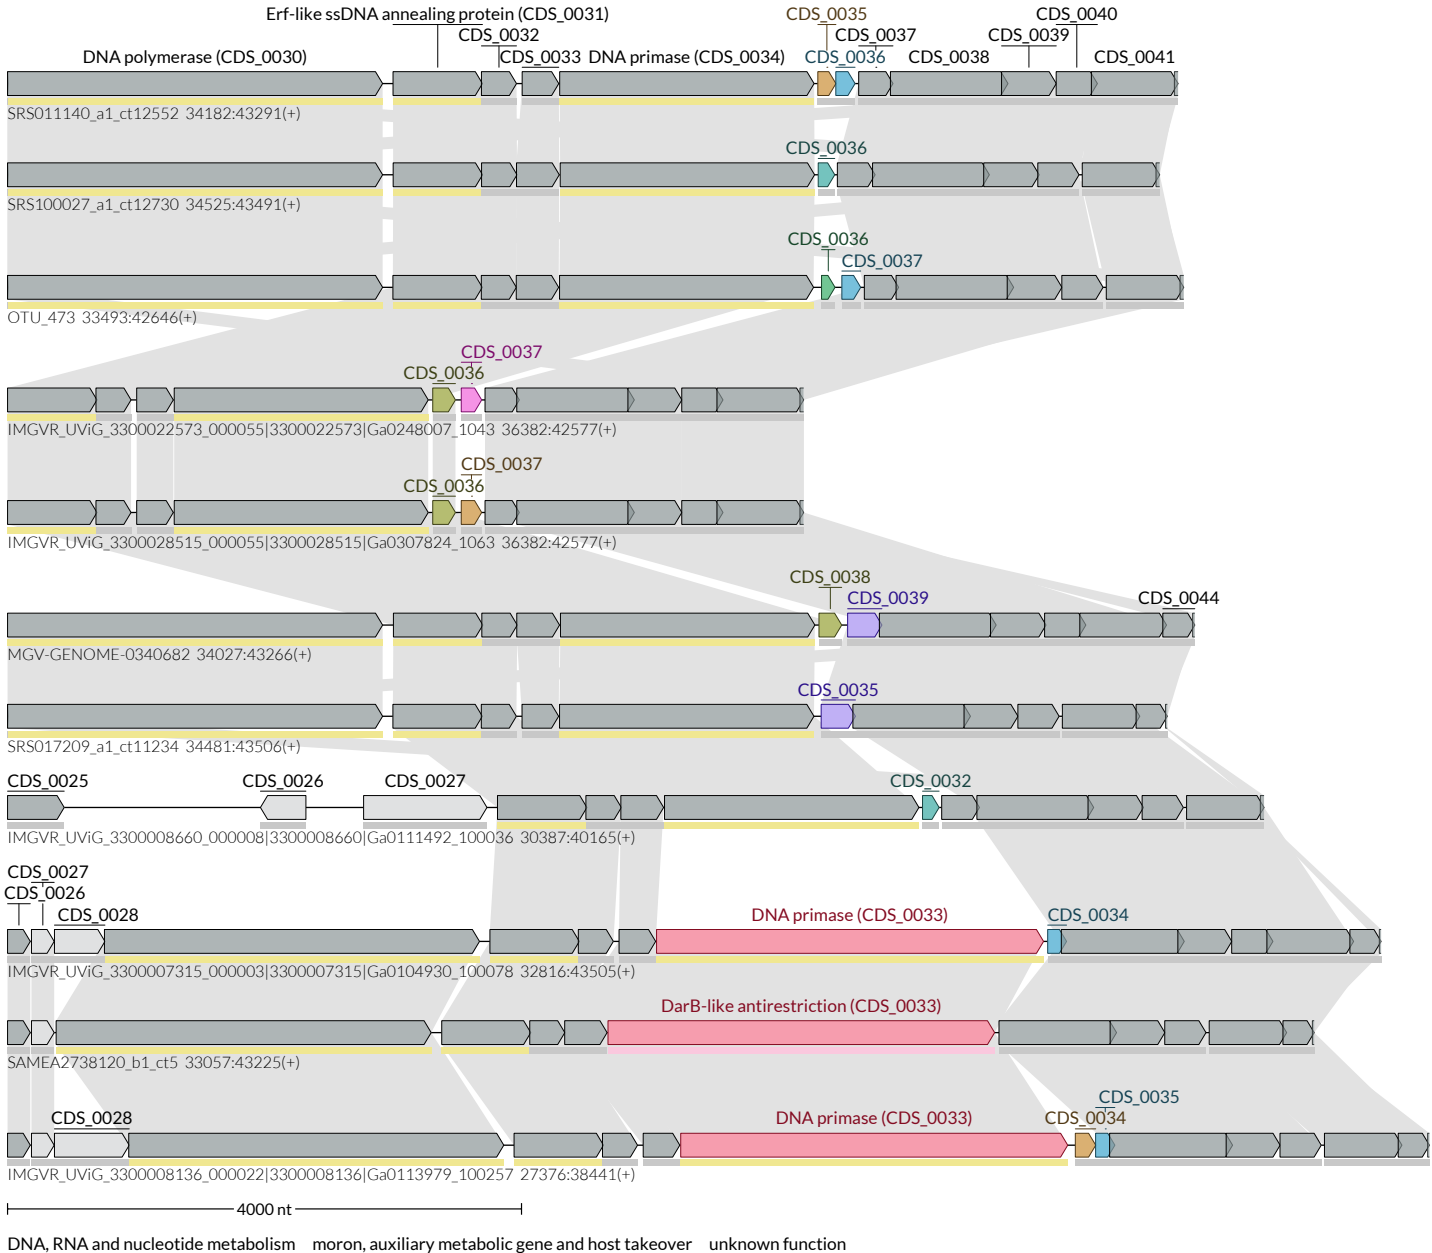 Erf-like ssDNA annealing protein (CDS_0031) CDS_0035 CDS_0040
CDS_0032 CDS_0037 CDS_0039
DNA polymerase (CDS_0030) CDS_0033 DNA primase (CDS_0034) CDS_0036 CDS_0038 CDS_0041
SRS011140_a1_ct12552 34182:43291(+)
CDS_0036
SRS100027_a1_ct12730 34525:43491(+)
CDS_0036
CDS_0037
OTU_473 33493:42646(+)
CDS_0037
CDS_0036
IMGVR_UViG_3300022573_000055|3300022573|Ga0248007_1043 36382:42577(+)
CDS_0037
CDS_0036
IMGVR_UViG_3300028515_000055|3300028515|Ga0307824_1063 36382:42577(+)
CDS_0038
CDS_0039 CDS_0044
MGV-GENOME-0340682 34027:43266(+)
CDS_0035
SRS017209_a1_ct11234 34481:43506(+)
CDS_0025 CDS_0026 CDS_0027 CDS_0032
IMGVR_UViG_3300008660_000008|3300008660|Ga0111492_100036 30387:40165(+)
CDS_0027
CDS_0026
CDS_0028 DNA primase (CDS_0033) CDS_0034
IMGVR_UViG_3300007315_000003|3300007315|Ga0104930_100078 32816:43505(+)
DarB-like antirestriction (CDS_0033)
SAMEA2738120_b1_ct5 33057:43225(+)
CDS_0035
CDS_0028 DNA primase (CDS_0033) CDS_0034
IMGVR_UViG_3300008136_000022|3300008136|Ga0113979_100257 27376:38441(+)
4000 nt
DNA, RNA and nucleotide metabolism moron, auxiliary metabolic gene and host takeover unknown function